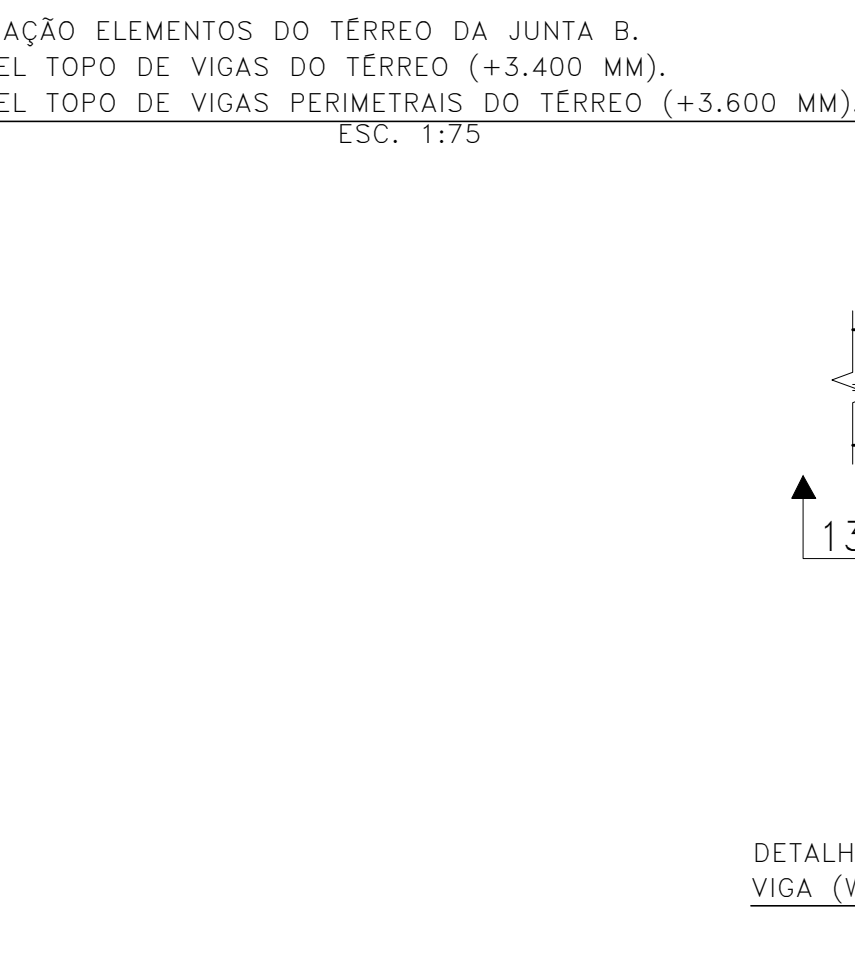 AÇÃO ELEMENTOS DO TÉRREO DA JUNTA B.
EL TOPO DE VIGAS DO TÉRREO (+3.400 MM).
EL TOPO DE VIGAS PERIMETRAIS DO TÉRREO (+3.600 MM).
ESC. 1:75
13
DETALH
VIGA (W